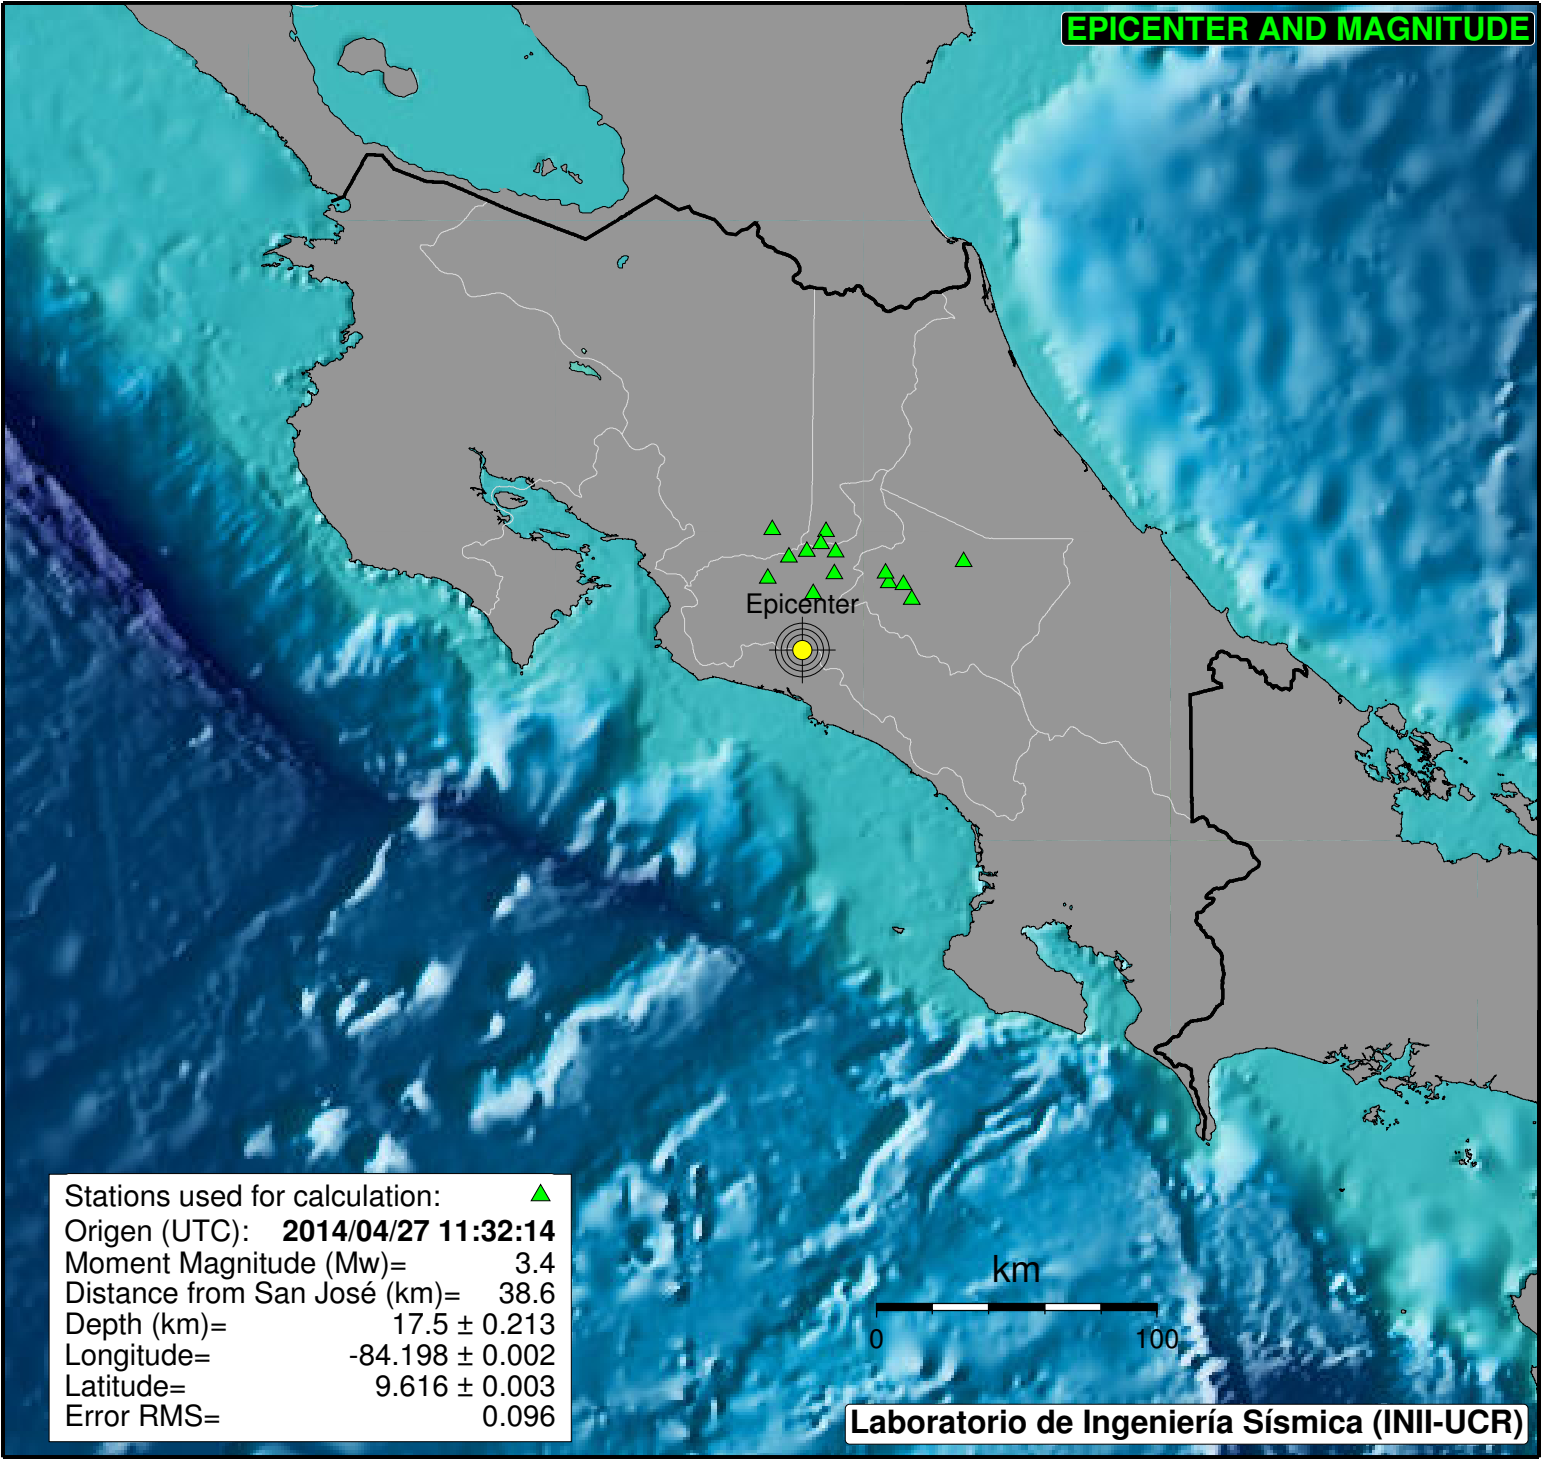 EPICENTER AND MAGNITUDE
Epicenter
Stations used for calculation:
Origen (UTC): 2014/04/27 11:32:14
Moment Magnitude (Mw)= 3.4
Distance from San José (km)= 38.6
Depth (km)= 17.5 ± 0.213
Longitude= -84.198 ± 0.002
Latitude= 9.616 ± 0.003
Error RMS= 0.096
km
0 100
Laboratorio de Ingeniería Sísmica (INII-UCR)